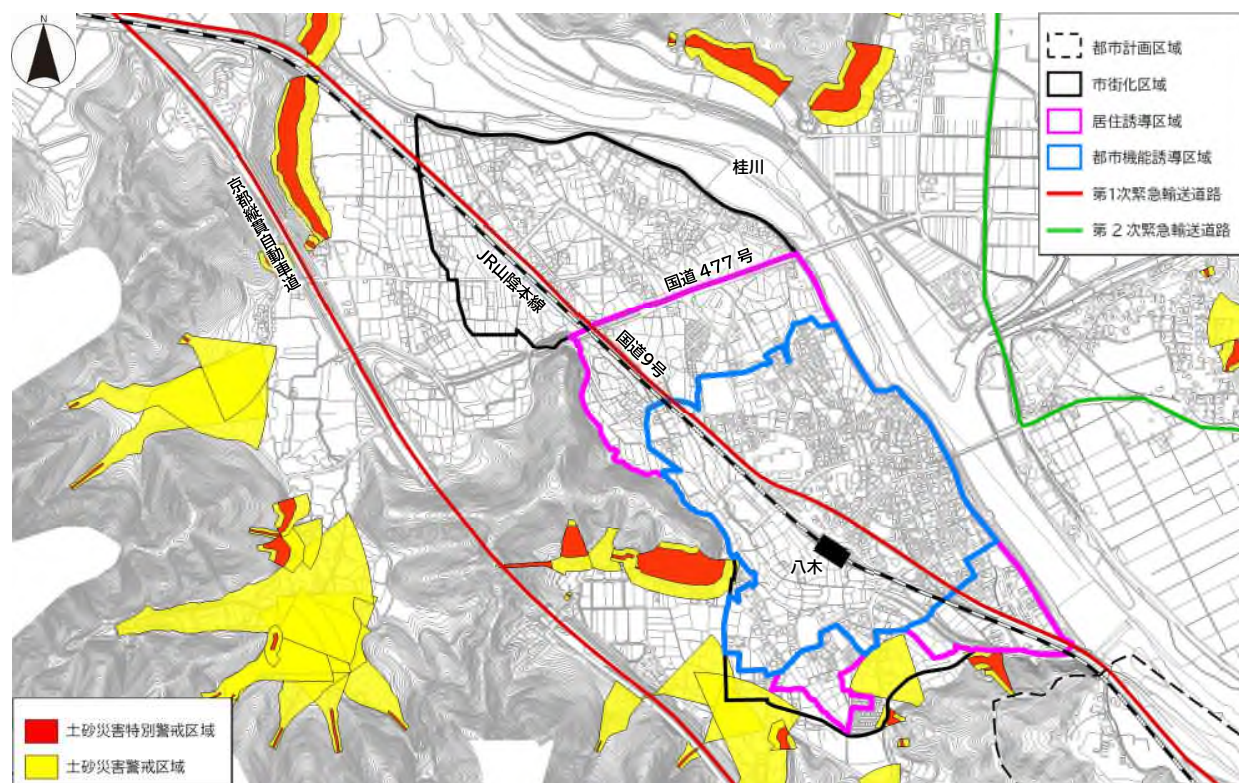 N
都市計画区域
市街化区域
居住誘導区域
都市機能誘導区域
第1次緊急輸送道路
第2次緊急輸送道路
桂川
京都縦貫自動車道
JR山陰本線
国道477号
国道9号
八木
土砂災害特別警戒区域
土砂災害警戒区域